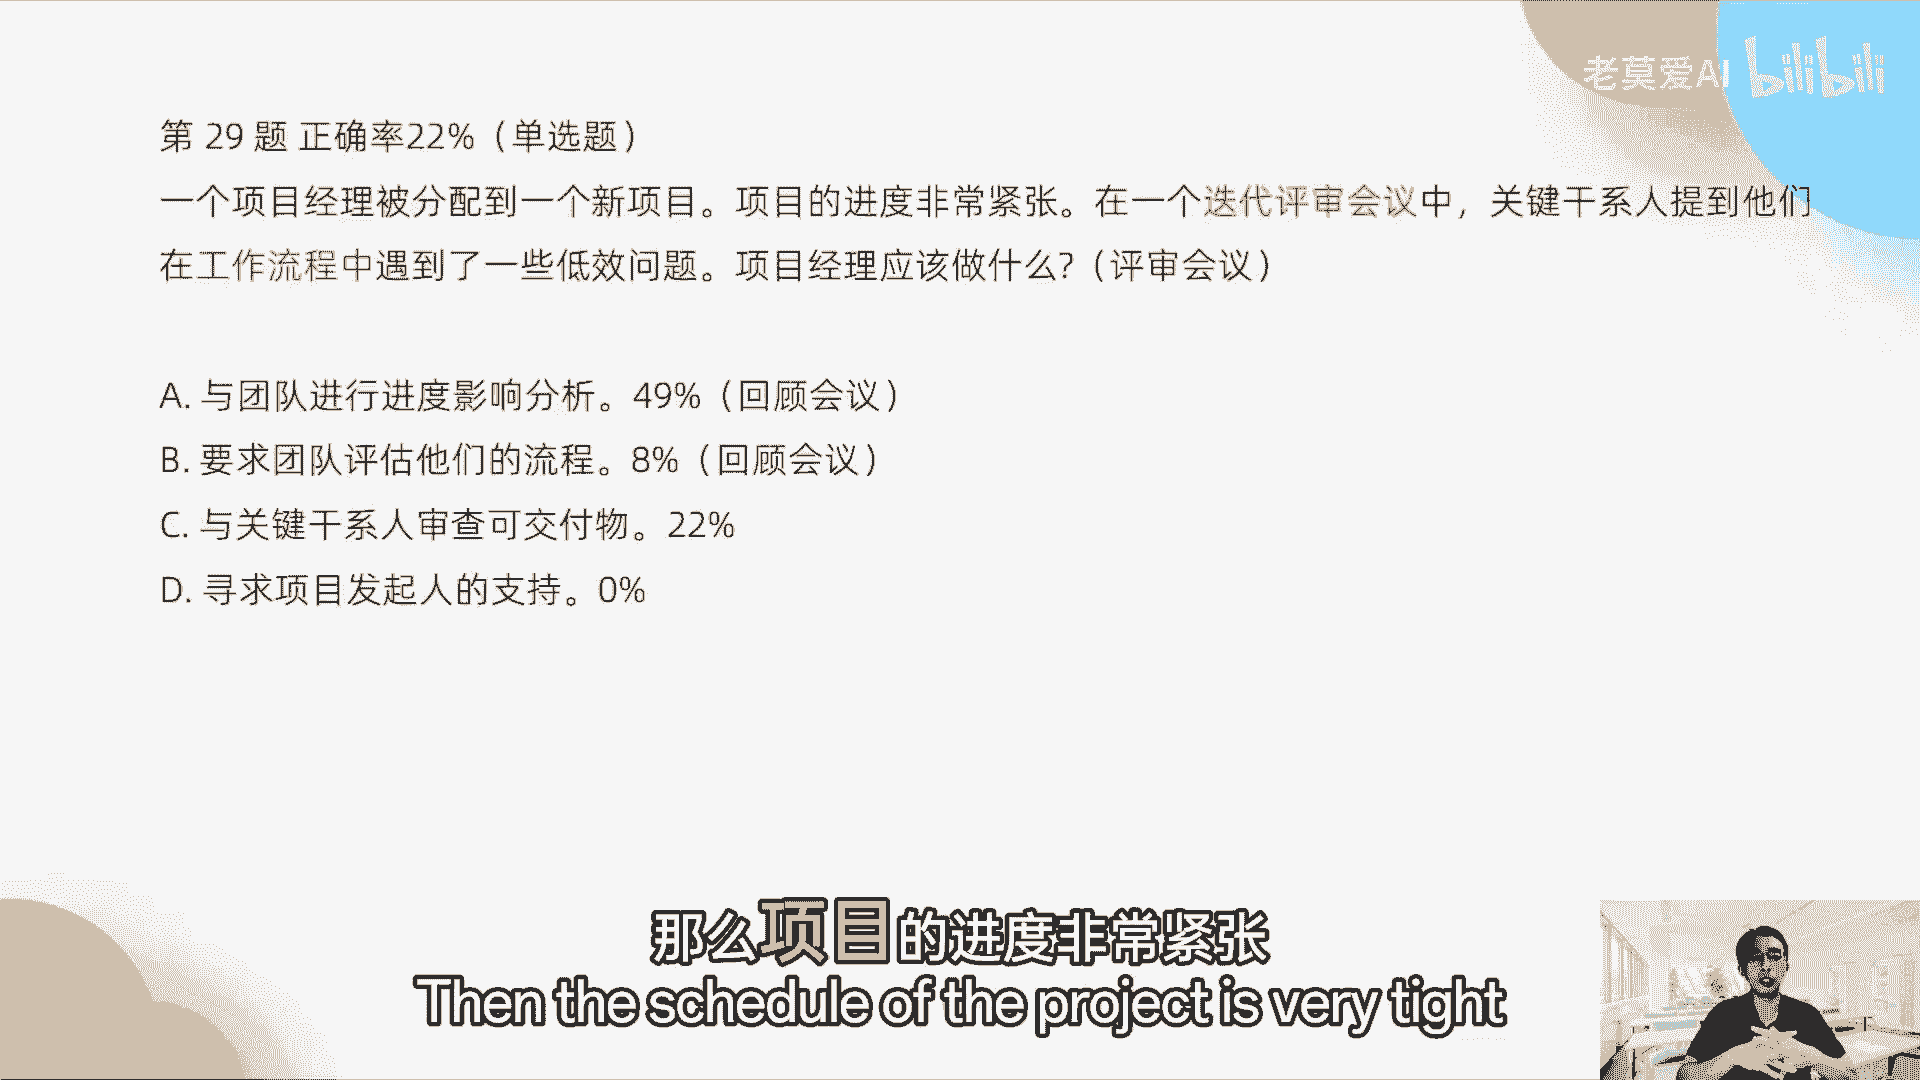 老莫爱AI bilibili
第 29 题 正确率22%（单选题）
一个项目经理被分配到一个新项目。项目的进度非常紧张。在一个迭代评审会议中，关键干系人提到他们
在工作流程中遇到了一些低效问题。项目经理应该做什么？（评审会议）
A. 与团队进行进度影响分析。49%（回顾会议）
B. 要求团队评估他们的流程。8%（回顾会议）
C. 与关键干系人审查可交付物。22%
D. 寻求项目发起人的支持。0%
那么项目的进度非常紧张
Then the schedule of the project is very tight